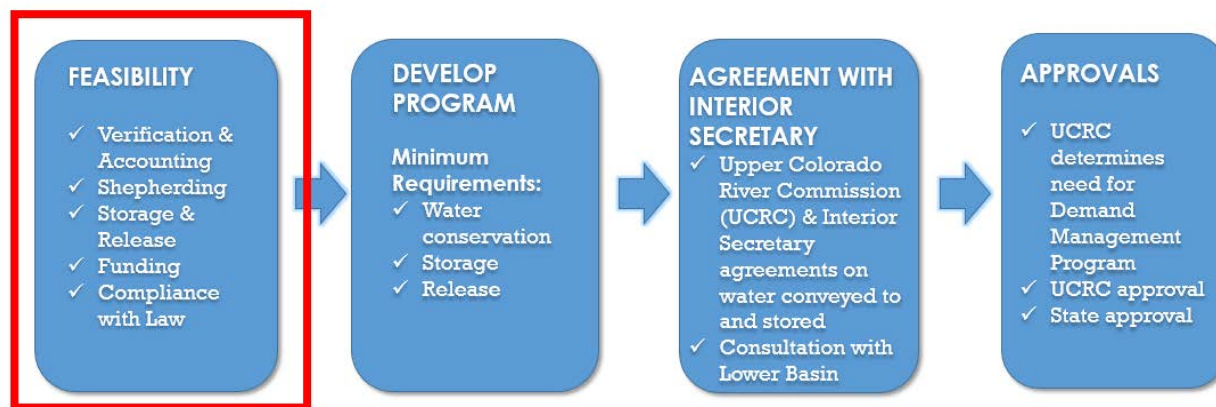 FEASIBILITY
✓ Verification &
Accounting
✓ Shepherding
✓ Storage &
Release
✓ Funding
✓ Compliance
with Law
DEVELOP
PROGRAM
Minimum
Requirements:
✓ Water
conservation
✓ Storage
✓ Release
AGREEMENT WITH
INTERIOR
SECRETARY
✓ Upper Colorado
River Commission
(UCRC) & Interior
Secretary
agreements on
water conveyed to
and stored
✓ Consultation with
Lower Basin
APPROVALS
✓ UCRC
determines
need for
Demand
Management
Program
✓ UCRC approval
✓ State approval